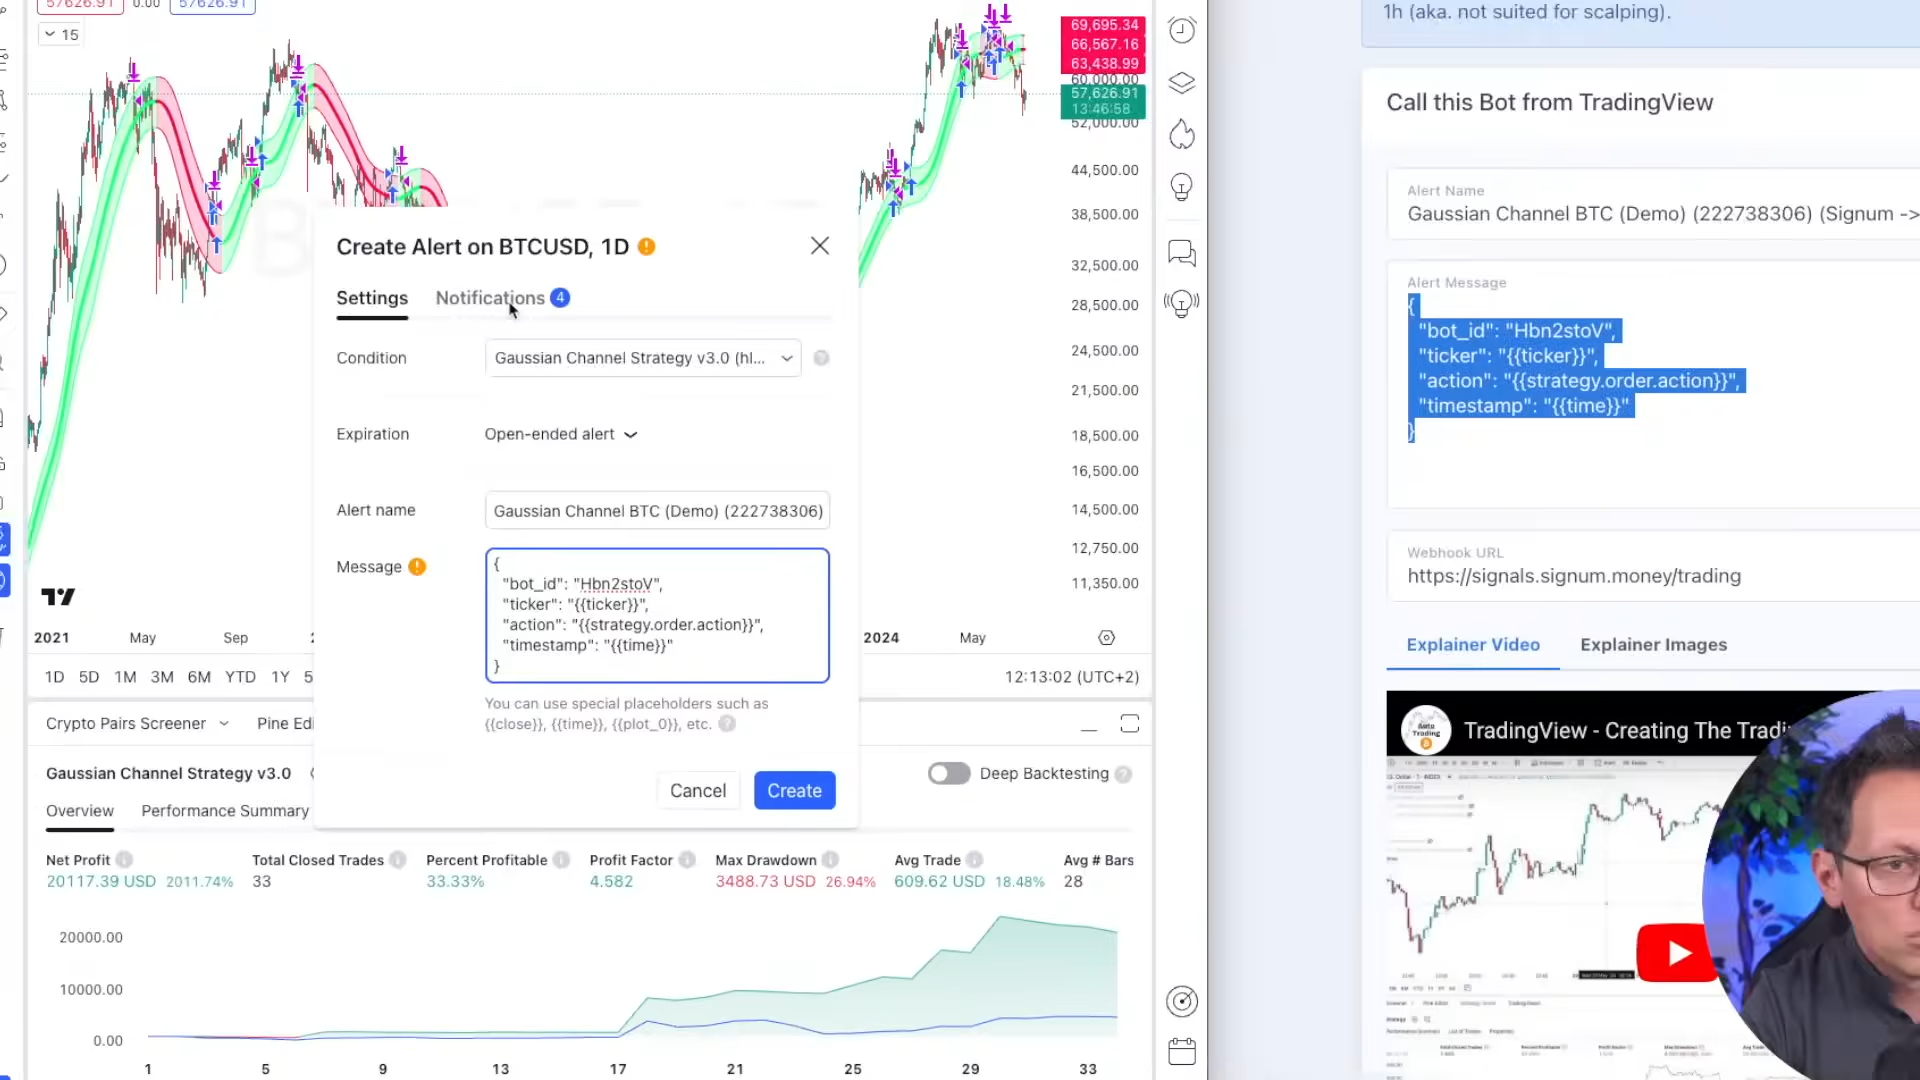 57626.91
0.00
57626.91
15
69,695.34
66,567.16
63,438.99
60,000.00
57,626.91
13:46:58
52,000.00
44,500.00
38,500.00
32,500.00
28,500.00
24,500.00
21,500.00
18,500.00
16,500.00
14,500.00
12,750.00
11,350.00
Create Alert on BTCUSD, 1D
Settings
Notifications 4
Condition
Gaussian Channel Strategy v3.0 (hl...
Expiration
Open-ended alert
Alert name
Gaussian Channel BTC (Demo) (222738306)
Message
{
"bot_id": "Hbn2stoV",
"ticker": "{{ticker}}",
"action": "{{strategy.order.action}}",
"timestamp": "{{time}}"
}
You can use special placeholders such as
{{close}}, {{time}}, {{plot_0}}, etc.
Cancel
Create
2021 May Sep 2024 May
1D 5D 1M 3M 6M YTD 1Y 5
12:13:02 (UTC+2)
Crypto Pairs Screener
Pine Edi
Gaussian Channel Strategy v3.0
Deep Backtesting
Overview
Performance Summary
Net Profit
20117.39 USD 2011.74%
Total Closed Trades
33
Percent Profitable
33.33%
Profit Factor
4.582
Max Drawdown
3488.73 USD 26.94%
Avg Trade
609.62 USD 18.48%
Avg # Bars
28
20000.00
10000.00
0.00
1 5 9 13 17 21 25 29 33
1h (aka. not suited for scalping).
Call this Bot from TradingView
Alert Name
Gaussian Channel BTC (Demo) (222738306) (Signum ->
Alert Message
{
"bot_id": "Hbn2stoV",
"ticker": "{{ticker}}",
"action": "{{strategy.order.action}}",
"timestamp": "{{time}}"
}
Webhook URL
https://signals.signum.money/trading
Explainer Video
Explainer Images
Auto
Trading
TradingView - Creating The Tradi